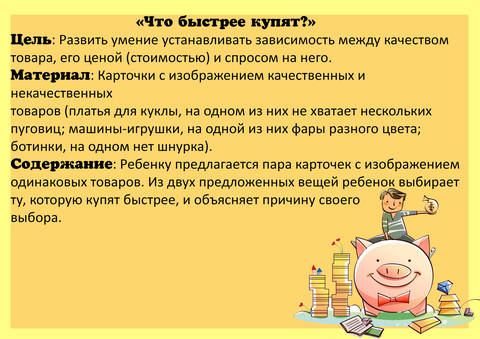 «Что быстрее купят?»
Цель: Развить умение устанавливать зависимость между качеством
товара, его ценой (стоимостью) и спросом на него.
Материал: Карточки с изображением качественных и
некачественных
товаров (платья для куклы, на одном из них не хватает нескольких
пуговиц; машины-игрушки, на одной из них фары разного цвета;
ботинки, на одном нет шнурка).
Содержание: Ребенку предлагается пара карточек с изображением
одинаковых товаров. Из двух предложенных вещей ребенок выбирает
ту, которую купят быстрее, и объясняет причину своего
выбора.